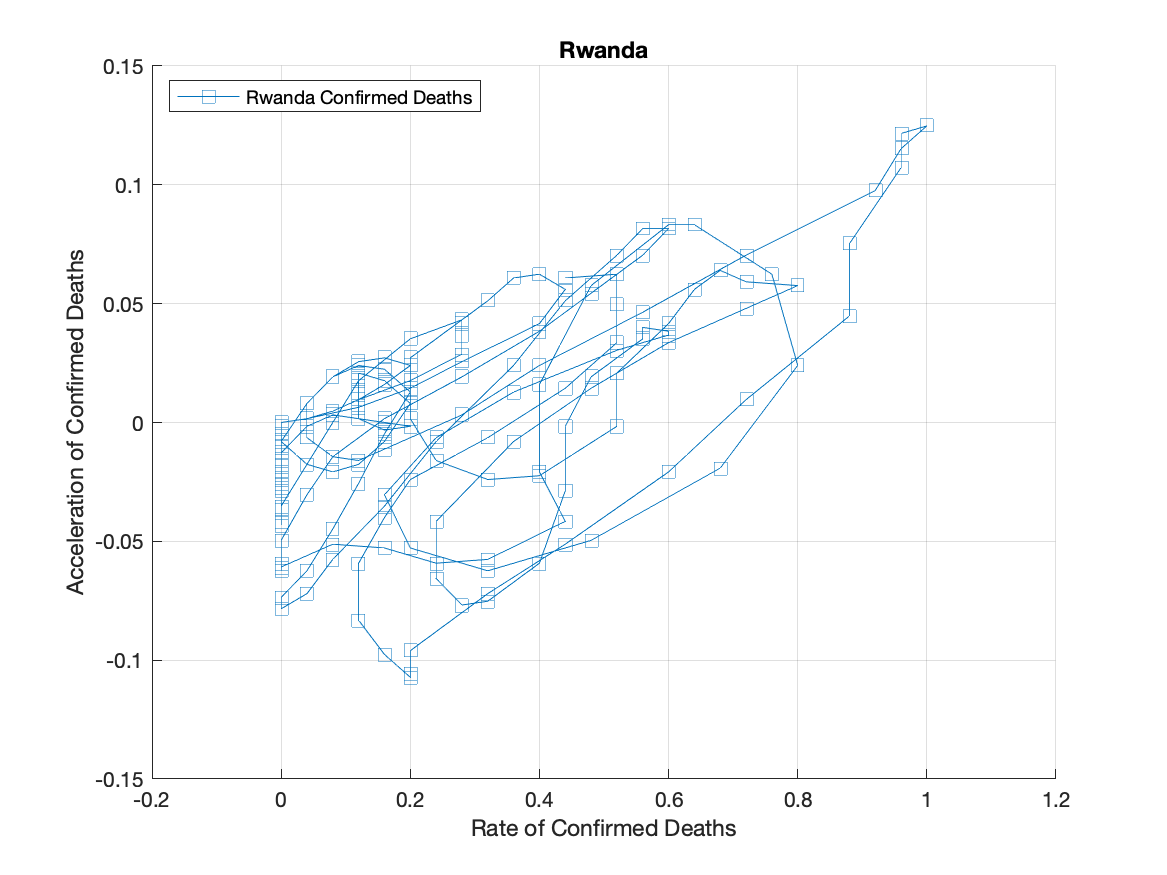 Rwanda
0.15
Rwanda Confirmed Deaths
0.1
0.05
0
-0.05
-0.1
-0.15
Acceleration of Confirmed Deaths
-0.2 0 0.2 0.4 0.6 0.8 1 1.2
Rate of Confirmed Deaths